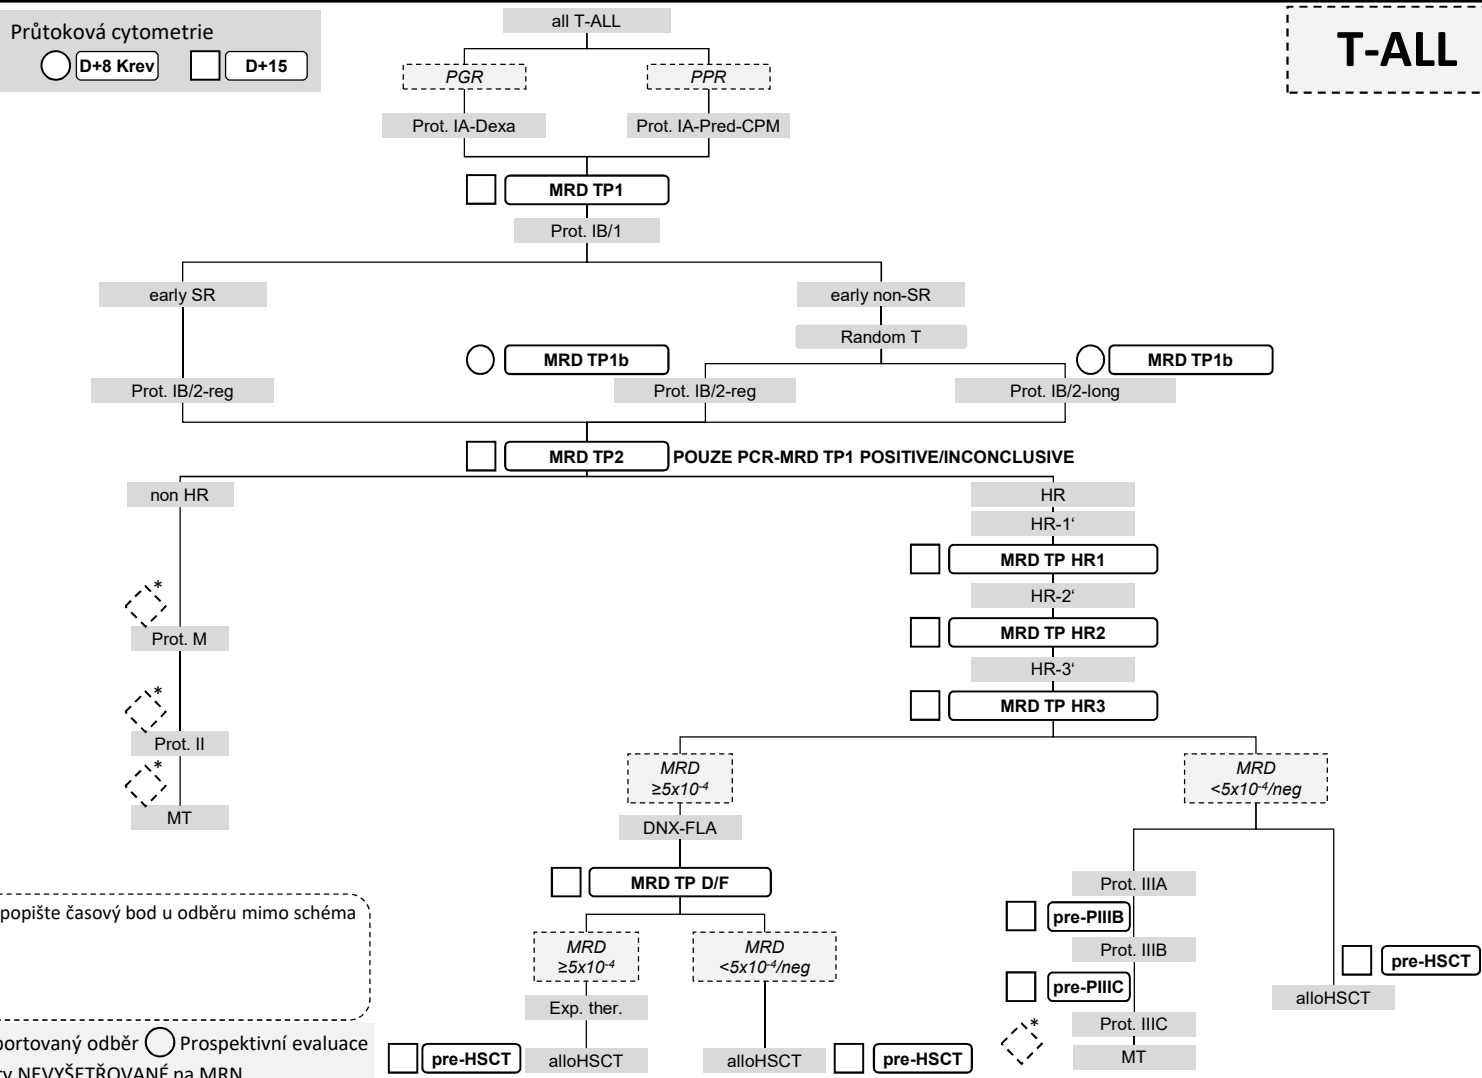 Průtoková cytometrie
D+8 Krev
D+15
all T-ALL
T-ALL
PGR
PPR
Prot. IA-Dexa
Prot. IA-Pred-CPM
MRD TP1
Prot. IB/1
early SR
early non-SR
Random T
MRD TP1b
MRD TP1b
Prot. IB/2-reg
Prot. IB/2-reg
Prot. IB/2-long
MRD TP2
POUZE PCR-MRD TP1 POSITIVE/INCONCLUSIVE
non HR
HR
HR-1‘
MRD TP HR1
HR-2‘
*
Prot. M
MRD TP HR2
HR-3‘
*
MRD TP HR3
Prot. II
*
MT
MRD
≥5x10⁻⁴
MRD
<5x10⁻⁴/neg
DNX-FLA
MRD TP D/F
Prot. IIIA
popište časový bod u odběru mimo schéma
pre-PIIIB
MRD
≥5x10⁻⁴
MRD
<5x10⁻⁴/neg
Prot. IIIB
pre-HSCT
pre-PIIIC
alloHSCT
Exp. ther.
*
Prot. IIIC
odběr
Prospektivní evaluace
pre-HSCT
alloHSCT
alloHSCT
pre-HSCT
MT
NEVYŠETŘOVANÉ na MRN